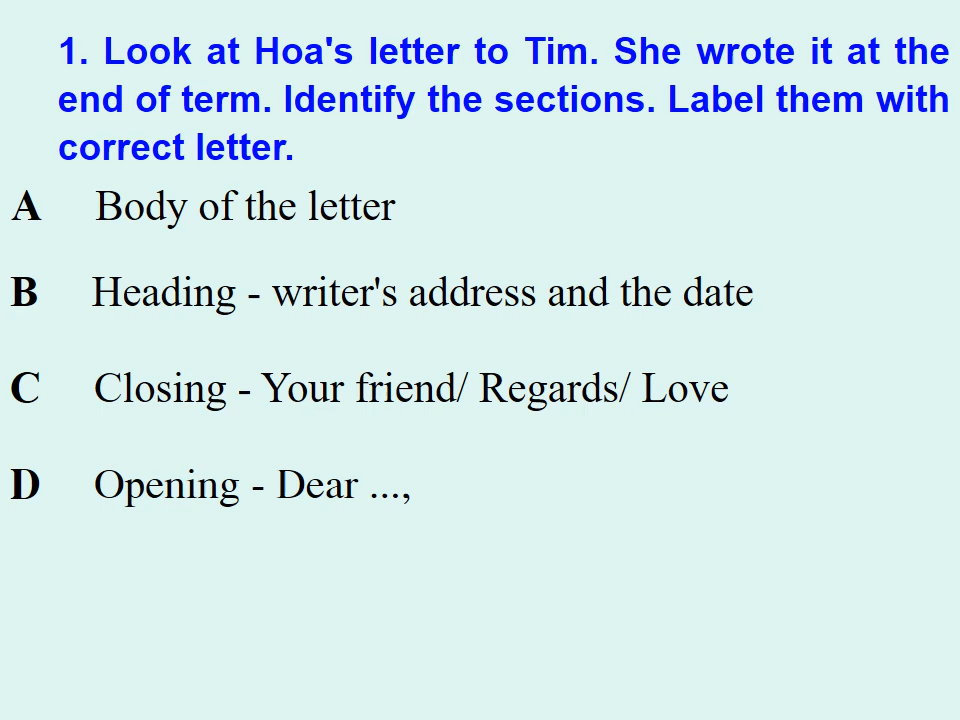 1. Look at Hoa's letter to Tim. She wrote it at the
end of term. Identify the sections. Label them with
correct letter.
A Body of the letter
B Heading - writer's address and the date
C Closing - Your friend/ Regards/ Love
D Opening - Dear ...,